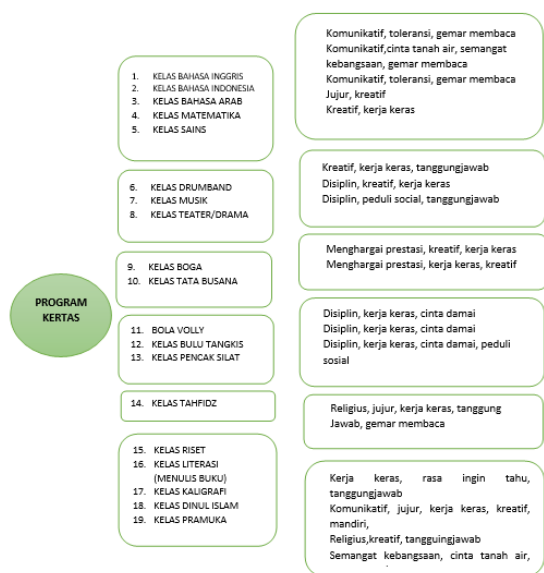 PROGRAM
KERTAS
1. KELAS BAHASA INGGRIS
2. KELAS BAHASA INDONESIA
3. KELAS BAHASA ARAB
4. KELAS MATEMATIKA
5. KELAS SAINS
Komunikatif, toleransi, gemar membaca
Komunikatif,cinta tanah air, semangat
kebangsaan, gemar membaca
Komunikatif, toleransi, gemar membaca
Jujur, kreatif
Kreatif, kerja keras
6. KELAS DRUMBAND
7. KELAS MUSIK
8. KELAS TEATER/DRAMA
Kreatif, kerja keras, tanggungjawab
Disiplin, kreatif, kerja keras
Disiplin, peduli social, tanggungjawab
9. KELAS BOGA
10. KELAS TATA BUSANA
Menghargai prestasi, kreatif, kerja keras
Menghargai prestasi, kerja keras, kreatif
11. BOLA VOLLY
12. KELAS BULU TANGKIS
13. KELAS PENCAK SILAT
Disiplin, kerja keras, cinta damai
Disiplin, kerja keras, cinta damai
Disiplin, kerja keras, cinta damai, peduli
sosial
14. KELAS TAHFIDZ
Religius, jujur, kerja keras, tanggung
Jawab, gemar membaca
15. KELAS RISET
16. KELAS LITERASI
(MENULIS BUKU)
17. KELAS KALIGRAFI
18. KELAS DINUL ISLAM
19. KELAS PRAMUKA
Kerja keras, rasa ingin tahu,
tanggungjawab
Komunikatif, jujur, kerja keras, kreatif,
mandiri,
Religius,kreatif, tangguingjawab
Semangat kebangsaan, cinta tanah air,